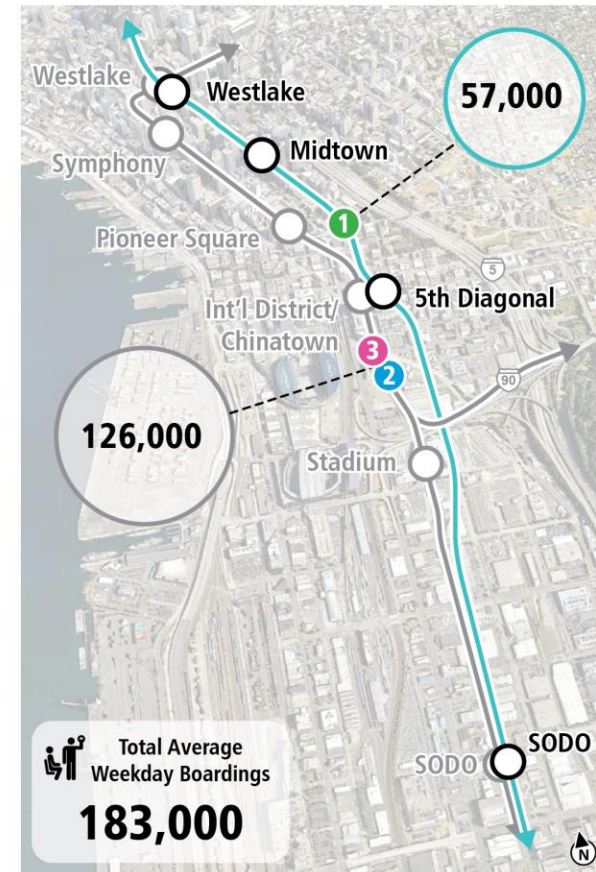 Westlake
Westlake
57,000
Midtown
Symphony
1
Pioneer Square
5
5th Diagonal
Int'l District/
Chinatown
3
2
90
126,000
Stadium
SODO
SODO
Total Average
Weekday Boardings
183,000
N